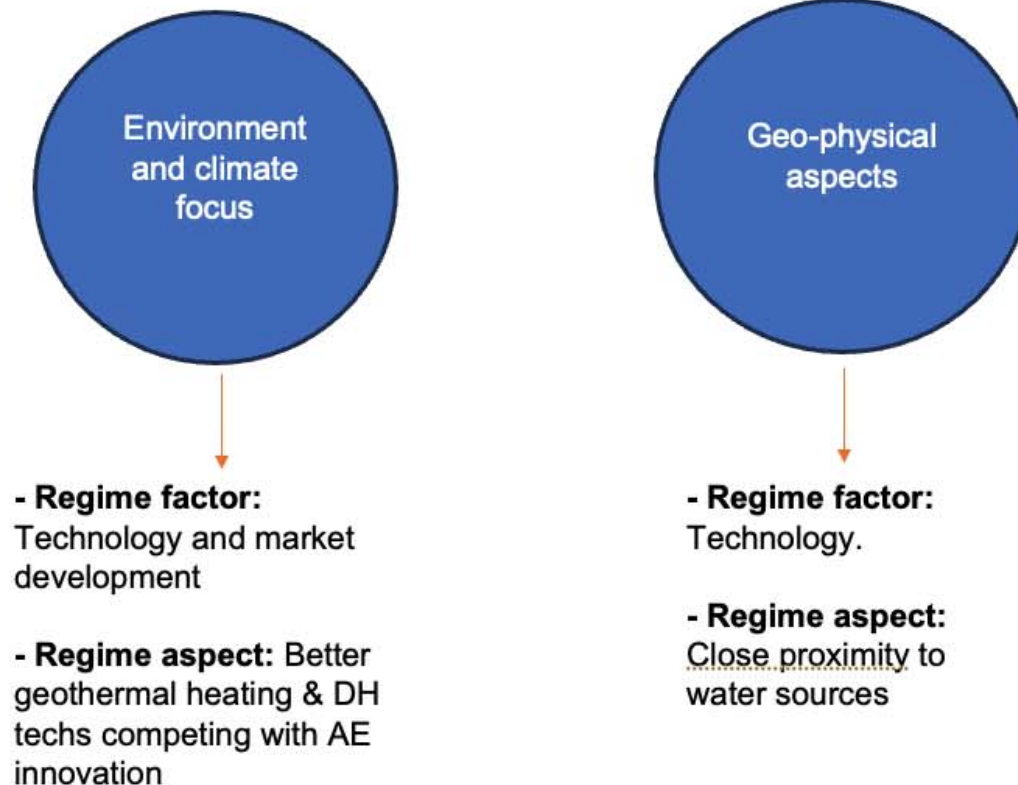 Environment
and climate
focus
- Regime factor:
Technology and market
development
- Regime aspect: Better
geothermal heating & DH
techs competing with AE
innovation
Geo-physical
aspects
- Regime factor:
Technology.
- Regime aspect:
Close proximity to
water sources